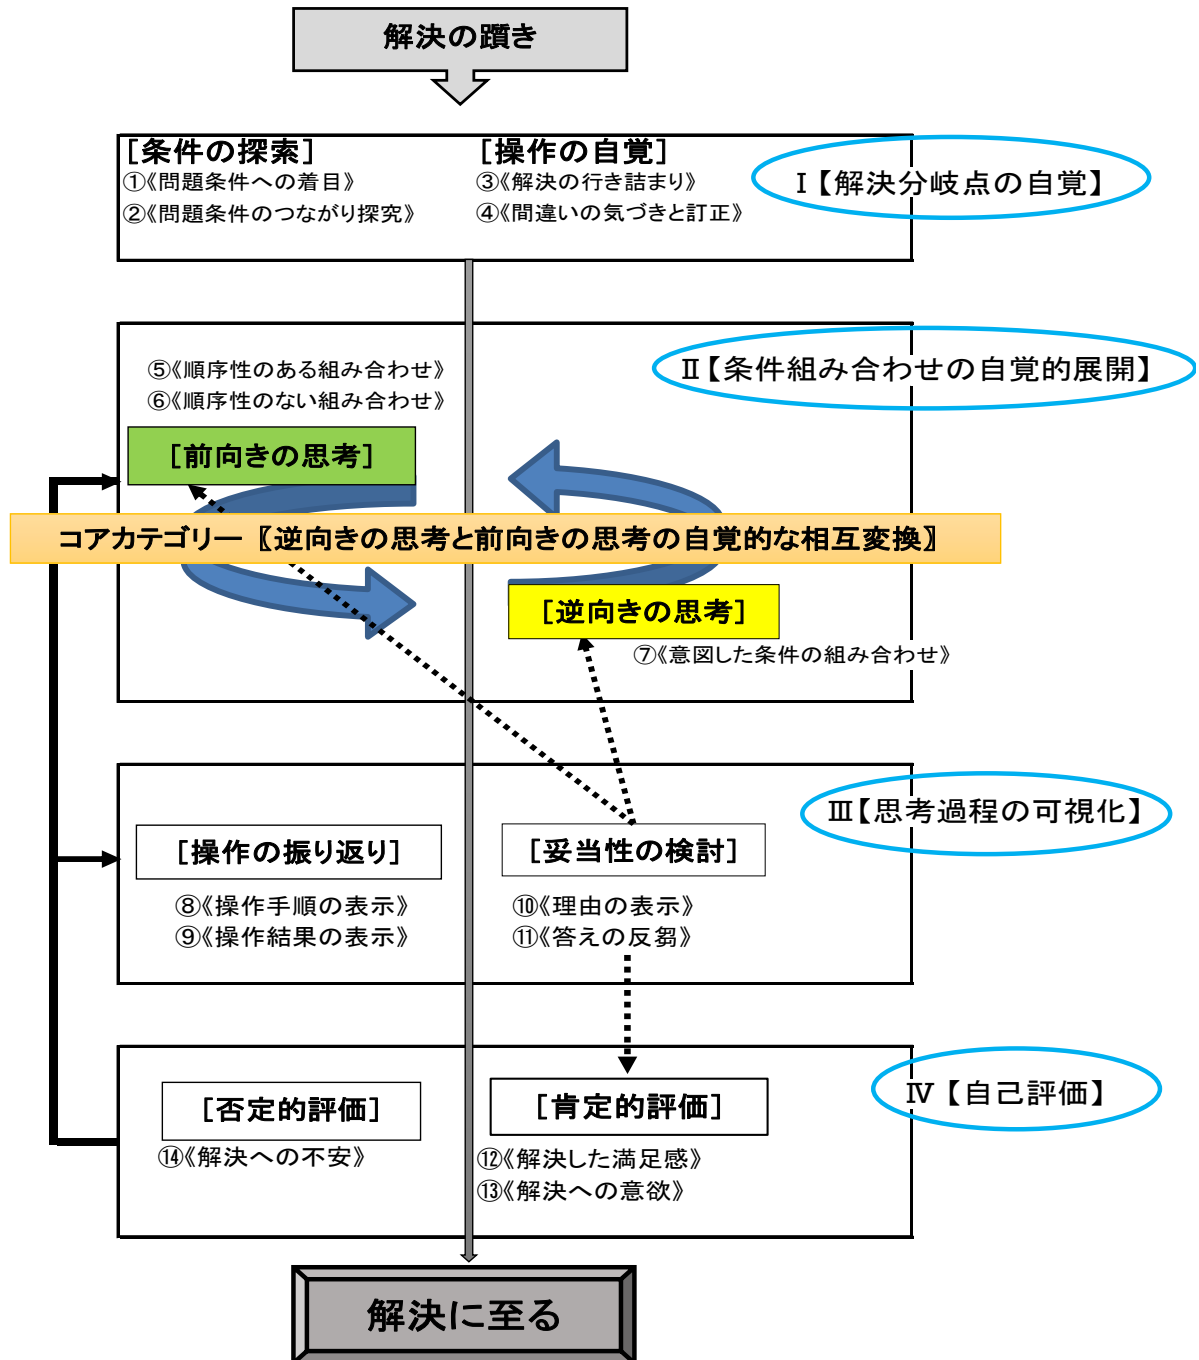 解決の躓き
［条件の探索］
①《問題条件への着目》
②《問題条件のつながり探究》
［操作の自覚］
③《解決の行き詰まり》
④《間違いの気づきと訂正》
Ⅰ【解決分岐点の自覚】
Ⅱ【条件組み合わせの自覚的展開】
⑤《順序性のある組み合わせ》
⑥《順序性のない組み合わせ》
［前向きの思考］
コアカテゴリー〖逆向きの思考と前向きの思考の自覚的な相互変換〗
［逆向きの思考］
⑦《意図した条件の組み合わせ》
Ⅲ【思考過程の可視化】
［操作の振り返り］
⑧《操作手順の表示》
⑨《操作結果の表示》
［妥当性の検討］
⑩《理由の表示》
⑪《答えの反芻》
Ⅳ【自己評価】
［否定的評価］
⑭《解決への不安》
［肯定的評価］
⑫《解決した満足感》
⑬《解決への意欲》
解決に至る